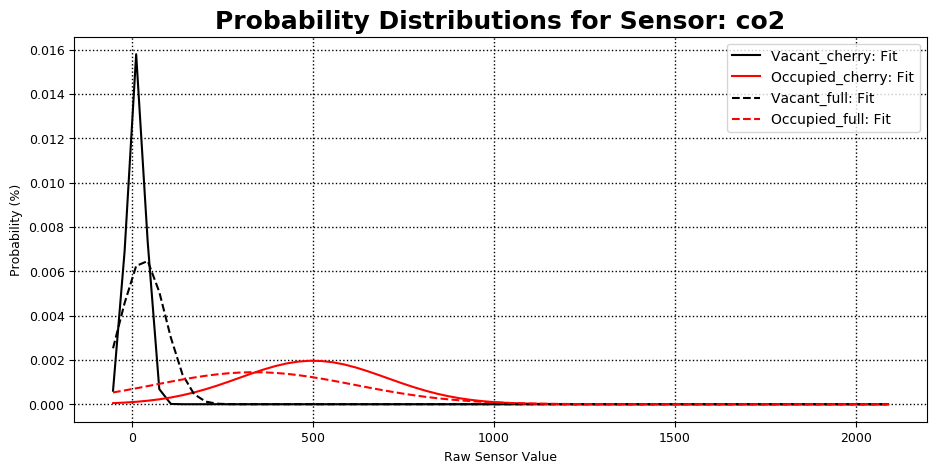 Probability Distributions for Sensor: co2
0.016
0.014
0.012
0.010
0.008
0.006
0.004
0.002
0.000
Probability (%)
Vacant_cherry: Fit
Occupied_cherry: Fit
Vacant_full: Fit
Occupied_full: Fit
0 500 1000 1500 2000
Raw Sensor Value